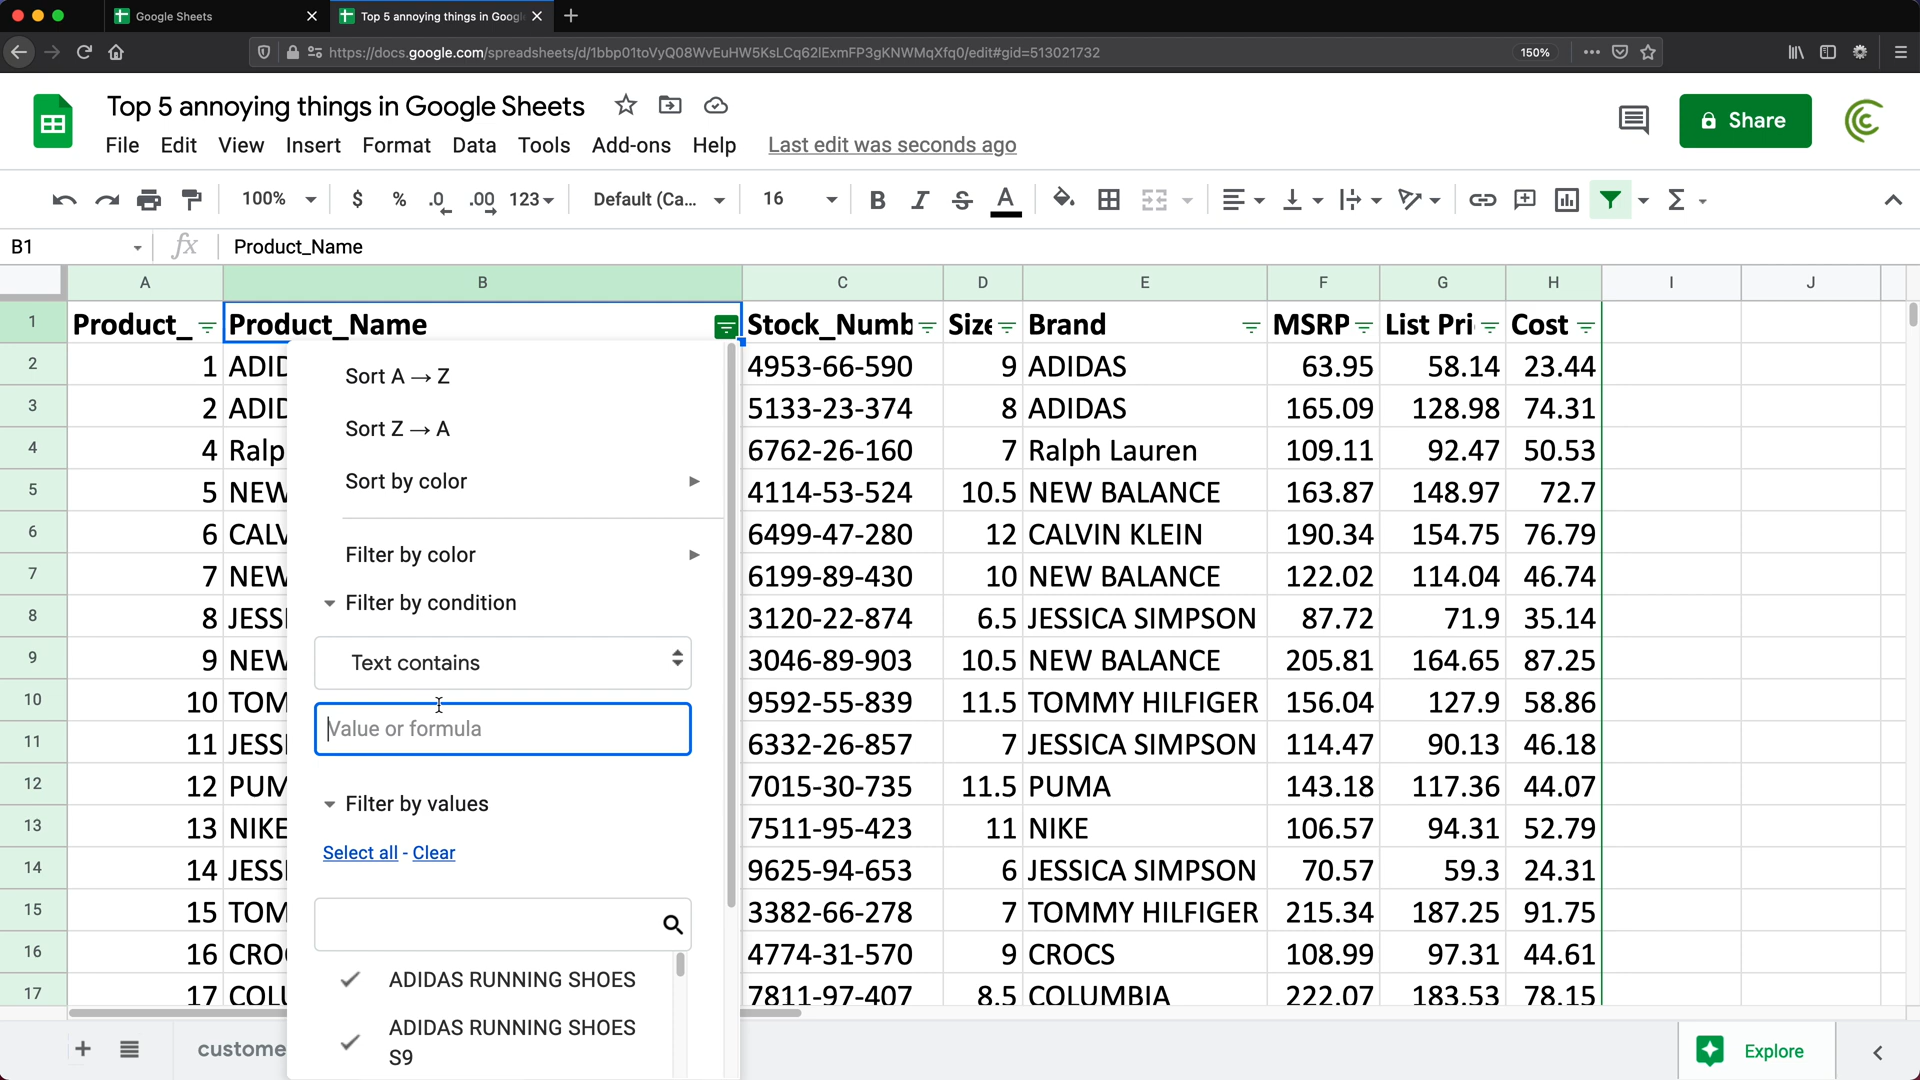 Google Sheets
Top 5 annoying things in Googl
https://docs.google.com/spreadsheets/d/1bbp01toVyQ08WvEuHW5KsLCq62lExmFP3gKNWMqXfq0/edit#gid=513021732
150%
Top 5 annoying things in Google Sheets
Share
File Edit View Insert Format Data Tools Add-ons Help Last edit was seconds ago
100% $ % .0 .00 123 Default (Ca... 16 B I S A
B1 fx Product_Name
A B C D E F G H I J
1 Product_ Product_Name Stock_Numb Size Brand MSRP List Pri Cost
2 1 ADID 4953-66-590 9 ADIDAS 63.95 58.14 23.44
3 2 ADID 5133-23-374 8 ADIDAS 165.09 128.98 74.31
4 4 Ralp 6762-26-160 7 Ralph Lauren 109.11 92.47 50.53
5 5 NEW 4114-53-524 10.5 NEW BALANCE 163.87 148.97 72.7
6 6 CALV 6499-47-280 12 CALVIN KLEIN 190.34 154.75 76.79
7 7 NEW 6199-89-430 10 NEW BALANCE 122.02 114.04 46.74
8 8 JESSI 3120-22-874 6.5 JESSICA SIMPSON 87.72 71.9 35.14
9 9 NEW 3046-89-903 10.5 NEW BALANCE 205.81 164.65 87.25
10 10 TOM 9592-55-839 11.5 TOMMY HILFIGER 156.04 127.9 58.86
11 11 JESSI 6332-26-857 7 JESSICA SIMPSON 114.47 90.13 46.18
12 12 PUM 7015-30-735 11.5 PUMA 143.18 117.36 44.07
13 13 NIKE 7511-95-423 11 NIKE 106.57 94.31 52.79
14 14 JESSI 9625-94-653 6 JESSICA SIMPSON 70.57 59.3 24.31
15 15 TOM 3382-66-278 7 TOMMY HILFIGER 215.34 187.25 91.75
16 16 CRO 4774-31-570 9 CROCS 108.99 97.31 44.61
17 17 COLU 7811-97-407 8.5 COLUMBIA 222.07 183.53 78.15
Sort A → Z
Sort Z → A
Sort by color
Filter by color
Filter by condition
Text contains
Value or formula
Filter by values
Select all - Clear
ADIDAS RUNNING SHOES
ADIDAS RUNNING SHOES
S9
custome
Explore